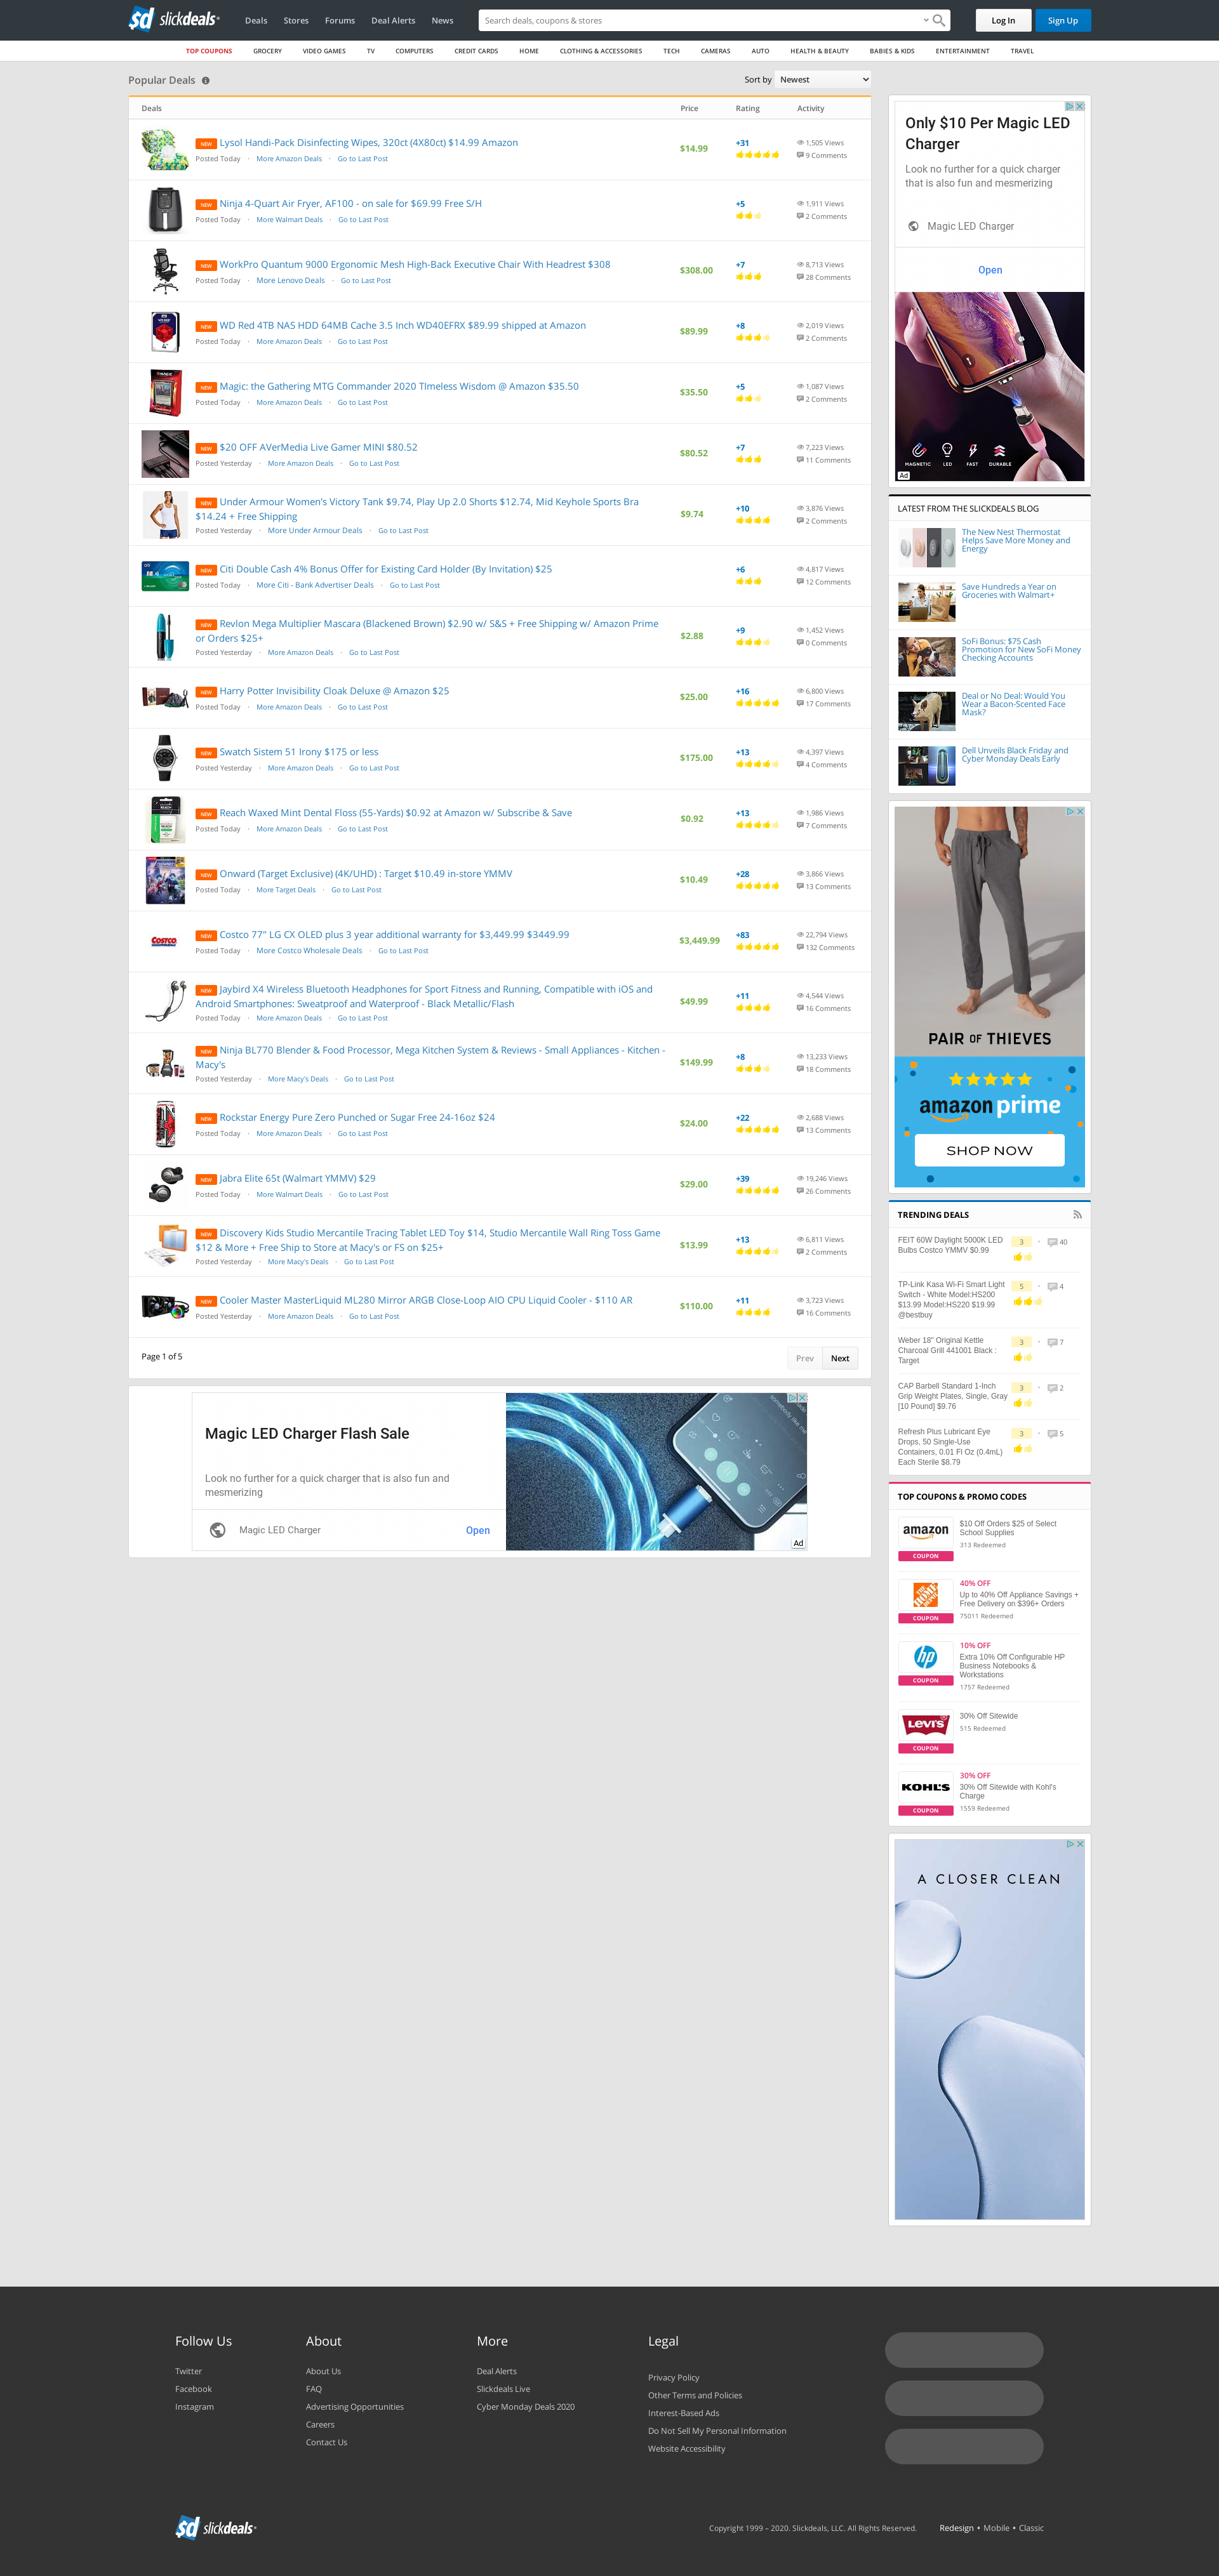 sd slickdeals
Deals Stores Forums Deal Alerts News
Search deals, coupons & stores
Log In Sign Up
TOP COUPONS GROCERY VIDEO GAMES TV COMPUTERS CREDIT CARDS HOME CLOTHING & ACCESSORIES TECH CAMERAS AUTO HEALTH & BEAUTY BABIES & KIDS ENTERTAINMENT TRAVEL
Popular Deals
Sort by Newest
Deals Price Rating Activity
NEW Lysol Handi-Pack Disinfecting Wipes, 320ct (4X80ct) $14.99 Amazon
Posted Today · More Amazon Deals · Go to Last Post
$14.99
+31
1,505 Views
9 Comments
NEW Ninja 4-Quart Air Fryer, AF100 - on sale for $69.99 Free S/H
Posted Today · More Walmart Deals · Go to Last Post
+5
1,911 Views
2 Comments
NEW WorkPro Quantum 9000 Ergonomic Mesh High-Back Executive Chair With Headrest $308
Posted Today · More Lenovo Deals · Go to Last Post
$308.00
+7
8,713 Views
28 Comments
NEW WD Red 4TB NAS HDD 64MB Cache 3.5 Inch WD40EFRX $89.99 shipped at Amazon
Posted Today · More Amazon Deals · Go to Last Post
$89.99
+8
2,019 Views
2 Comments
NEW Magic: the Gathering MTG Commander 2020 TImeless Wisdom @ Amazon $35.50
Posted Today · More Amazon Deals · Go to Last Post
$35.50
+5
1,087 Views
2 Comments
NEW $20 OFF AVerMedia Live Gamer MINI $80.52
Posted Yesterday · More Amazon Deals · Go to Last Post
$80.52
+7
7,223 Views
11 Comments
NEW Under Armour Women's Victory Tank $9.74, Play Up 2.0 Shorts $12.74, Mid Keyhole Sports Bra
$14.24 + Free Shipping
Posted Yesterday · More Under Armour Deals · Go to Last Post
$9.74
+10
3,876 Views
2 Comments
NEW Citi Double Cash 4% Bonus Offer for Existing Card Holder (By Invitation) $25
Posted Today · More Citi - Bank Advertiser Deals · Go to Last Post
+6
4,817 Views
12 Comments
NEW Revlon Mega Multiplier Mascara (Blackened Brown) $2.90 w/ S&S + Free Shipping w/ Amazon Prime
or Orders $25+
Posted Yesterday · More Amazon Deals · Go to Last Post
$2.88
+9
1,452 Views
0 Comments
NEW Harry Potter Invisibility Cloak Deluxe @ Amazon $25
Posted Today · More Amazon Deals · Go to Last Post
$25.00
+16
6,800 Views
17 Comments
NEW Swatch Sistem 51 Irony $175 or less
Posted Yesterday · More Amazon Deals · Go to Last Post
$175.00
+13
4,397 Views
4 Comments
NEW Reach Waxed Mint Dental Floss (55-Yards) $0.92 at Amazon w/ Subscribe & Save
Posted Today · More Amazon Deals · Go to Last Post
$0.92
+13
1,986 Views
7 Comments
NEW Onward (Target Exclusive) (4K/UHD) : Target $10.49 in-store YMMV
Posted Today · More Target Deals · Go to Last Post
$10.49
+28
3,866 Views
13 Comments
COSTCO
NEW Costco 77" LG CX OLED plus 3 year additional warranty for $3,449.99 $3449.99
Posted Today · More Costco Wholesale Deals · Go to Last Post
$3,449.99
+83
22,794 Views
132 Comments
NEW Jaybird X4 Wireless Bluetooth Headphones for Sport Fitness and Running, Compatible with iOS and
Android Smartphones: Sweatproof and Waterproof - Black Metallic/Flash
Posted Today · More Amazon Deals · Go to Last Post
$49.99
+11
4,544 Views
16 Comments
NEW Ninja BL770 Blender & Food Processor, Mega Kitchen System & Reviews - Small Appliances - Kitchen -
Macy's
Posted Yesterday · More Macy's Deals · Go to Last Post
$149.99
+8
13,233 Views
18 Comments
NEW Rockstar Energy Pure Zero Punched or Sugar Free 24-16oz $24
Posted Today · More Amazon Deals · Go to Last Post
$24.00
+22
2,688 Views
13 Comments
NEW Jabra Elite 65t (Walmart YMMV) $29
Posted Today · More Walmart Deals · Go to Last Post
$29.00
+39
19,246 Views
26 Comments
NEW Discovery Kids Studio Mercantile Tracing Tablet LED Toy $14, Studio Mercantile Wall Ring Toss Game
$12 & More + Free Ship to Store at Macy's or FS on $25+
Posted Yesterday · More Macy's Deals · Go to Last Post
$13.99
+13
6,811 Views
2 Comments
NEW Cooler Master MasterLiquid ML280 Mirror ARGB Close-Loop AIO CPU Liquid Cooler - $110 AR
Posted Yesterday · More Amazon Deals · Go to Last Post
$110.00
+11
3,723 Views
16 Comments
Page 1 of 5
Prev Next
Magic LED Charger Flash Sale
Look no further for a quick charger that is also fun and
mesmerizing
Magic LED Charger Open
Ad
Only $10 Per Magic LED
Charger
Look no further for a quick charger
that is also fun and mesmerizing
Magic LED Charger
Open
MAGNETIC LED FAST DURABLE
Ad
LATEST FROM THE SLICKDEALS BLOG
The New Nest Thermostat
Helps Save More Money and
Energy
Save Hundreds a Year on
Groceries with Walmart+
SoFi Bonus: $75 Cash
Promotion for New SoFi Money
Checking Accounts
Deal or No Deal: Would You
Wear a Bacon-Scented Face
Mask?
Dell Unveils Black Friday and
Cyber Monday Deals Early
PAIR OF THIEVES
amazon prime
SHOP NOW
TRENDING DEALS
FEIT 60W Daylight 5000K LED
Bulbs Costco YMMV $0.99
3 · 40
TP-Link Kasa Wi-Fi Smart Light
Switch - White Model:HS200
$13.99 Model:HS220 $19.99
@bestbuy
5 · 4
Weber 18" Original Kettle
Charcoal Grill 441001 Black :
Target
3 · 7
CAP Barbell Standard 1-Inch
Grip Weight Plates, Single, Gray
[10 Pound] $9.76
3 · 2
Refresh Plus Lubricant Eye
Drops, 50 Single-Use
Containers, 0.01 Fl Oz (0.4mL)
Each Sterile $8.79
3 · 5
TOP COUPONS & PROMO CODES
amazon
COUPON
$10 Off Orders $25 of Select
School Supplies
313 Redeemed
COUPON
40% OFF
Up to 40% Off Appliance Savings +
Free Delivery on $396+ Orders
75011 Redeemed
hp
COUPON
10% OFF
Extra 10% Off Configurable HP
Business Notebooks &
Workstations
1757 Redeemed
LEVI'S
COUPON
30% Off Sitewide
515 Redeemed
KOHL'S
COUPON
30% OFF
30% Off Sitewide with Kohl's
Charge
1559 Redeemed
A CLOSER CLEAN
Follow Us
Twitter
Facebook
Instagram
About
About Us
FAQ
Advertising Opportunities
Careers
Contact Us
More
Deal Alerts
Slickdeals Live
Cyber Monday Deals 2020
Legal
Privacy Policy
Other Terms and Policies
Interest-Based Ads
Do Not Sell My Personal Information
Website Accessibility
sd slickdeals
Copyright 1999 – 2020. Slickdeals, LLC. All Rights Reserved.
Redesign • Mobile • Classic